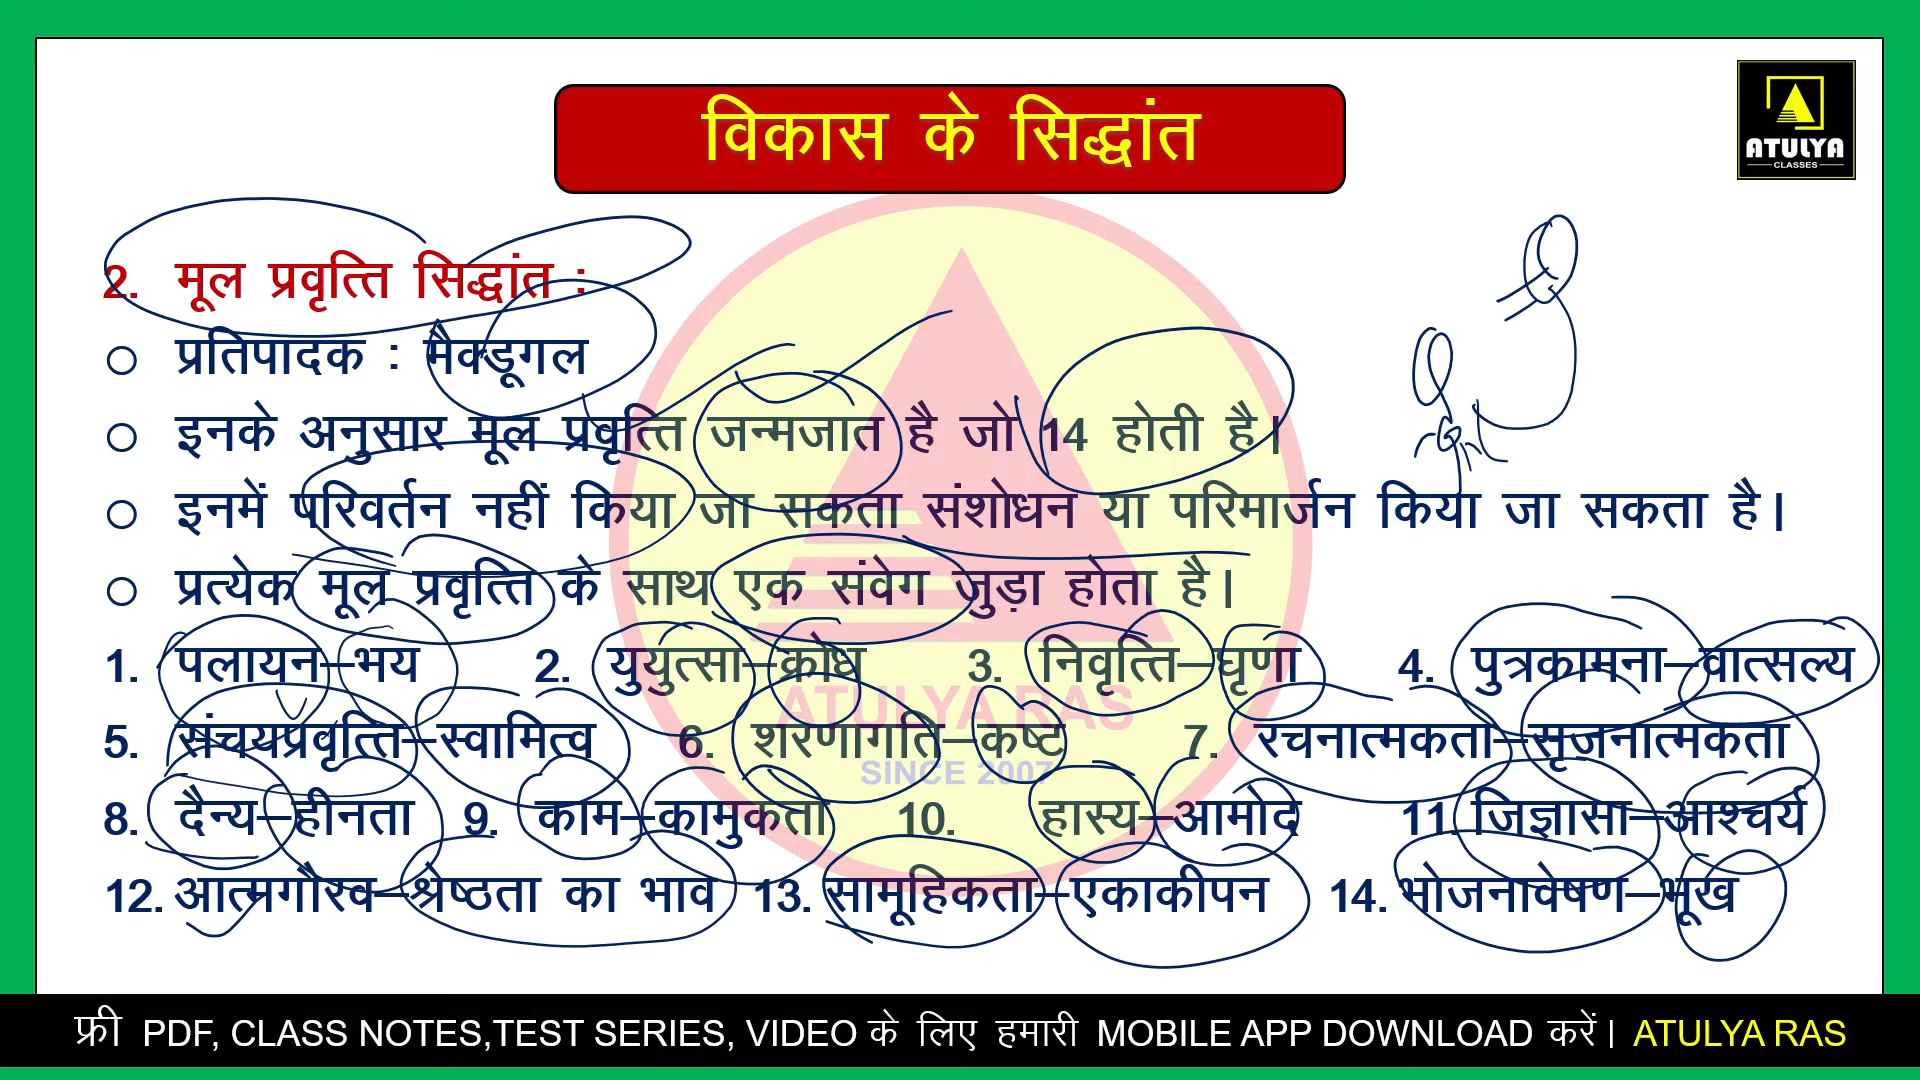 विकास के सिद्धांत
ATULYA
CLASSES
2. मूल प्रवृत्ति सिद्धांत :
○ प्रतिपादक : मैक्डूगल
○ इनके अनुसार मूल प्रवृत्ति जन्मजात है जो 14 होती है।
○ इनमें परिवर्तन नहीं किया जा सकता संशोधन या परिमार्जन किया जा सकता है।
○ प्रत्येक मूल प्रवृत्ति के साथ एक संवेग जुड़ा होता है।
1. पलायन–भय 2. युयुत्सा–क्रोध 3. निवृत्ति–घृणा 4. पुत्रकामना–वात्सल्य
ATULYA RAS
5. संचयप्रवृत्ति–स्वामित्व 6. शरणागति–कष्ट 7. रचनात्मकता–सृजनात्मकता
SINCE 2007
8. दैन्य–हीनता 9. काम–कामुकता 10. हास्य–आमोद 11. जिज्ञासा–आश्चर्य
12. आत्मगौरव–श्रेष्ठता का भाव 13. सामूहिकता–एकाकीपन 14. भोजनावेषण–भूख
फ्री PDF, CLASS NOTES,TEST SERIES, VIDEO के लिए हमारी MOBILE APP DOWNLOAD करें। ATULYA RAS